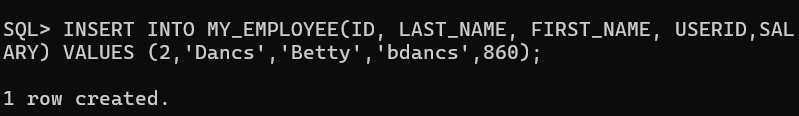 SQL> INSERT INTO MY_EMPLOYEE(ID, LAST_NAME, FIRST_NAME, USERID,SAL
ARY) VALUES (2,'Dancs','Betty','bdancs',860);
1 row created.